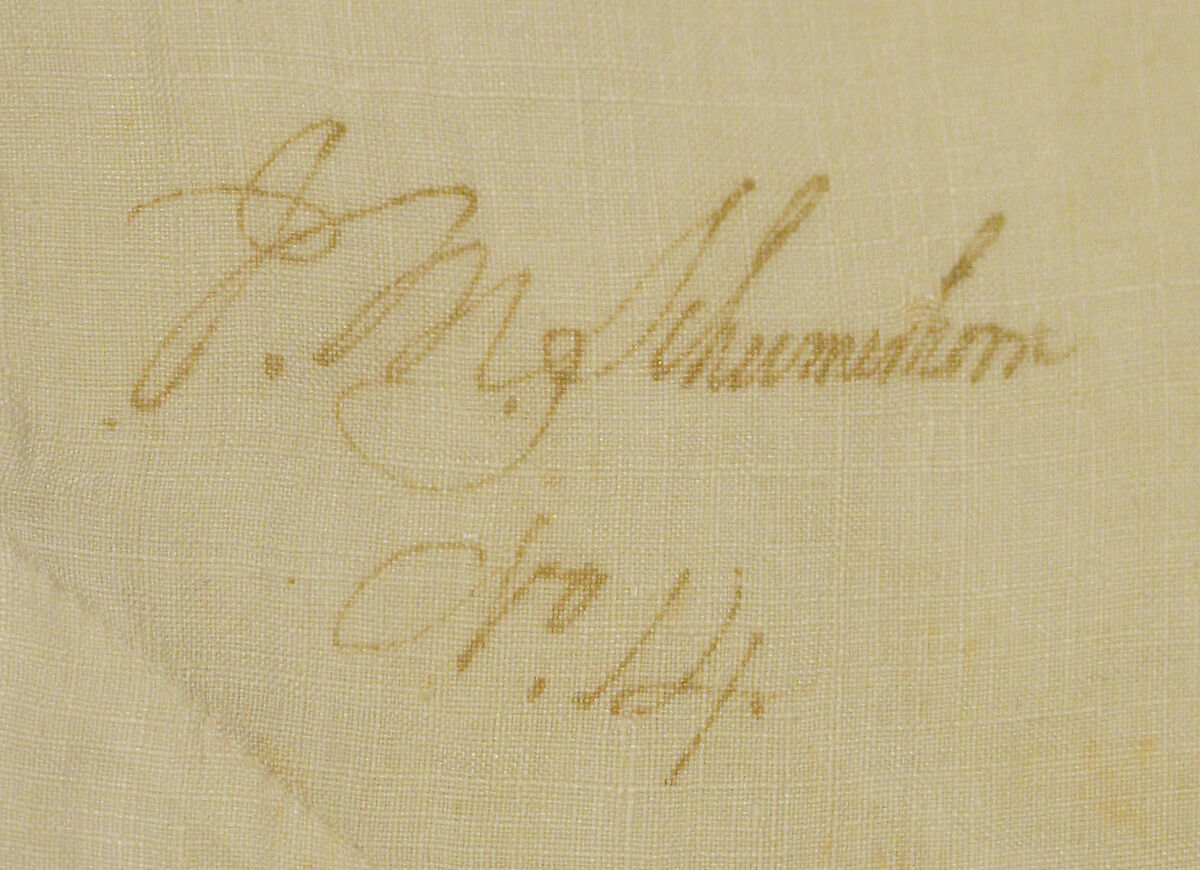 P. M. Schermerhorn
No. 14.